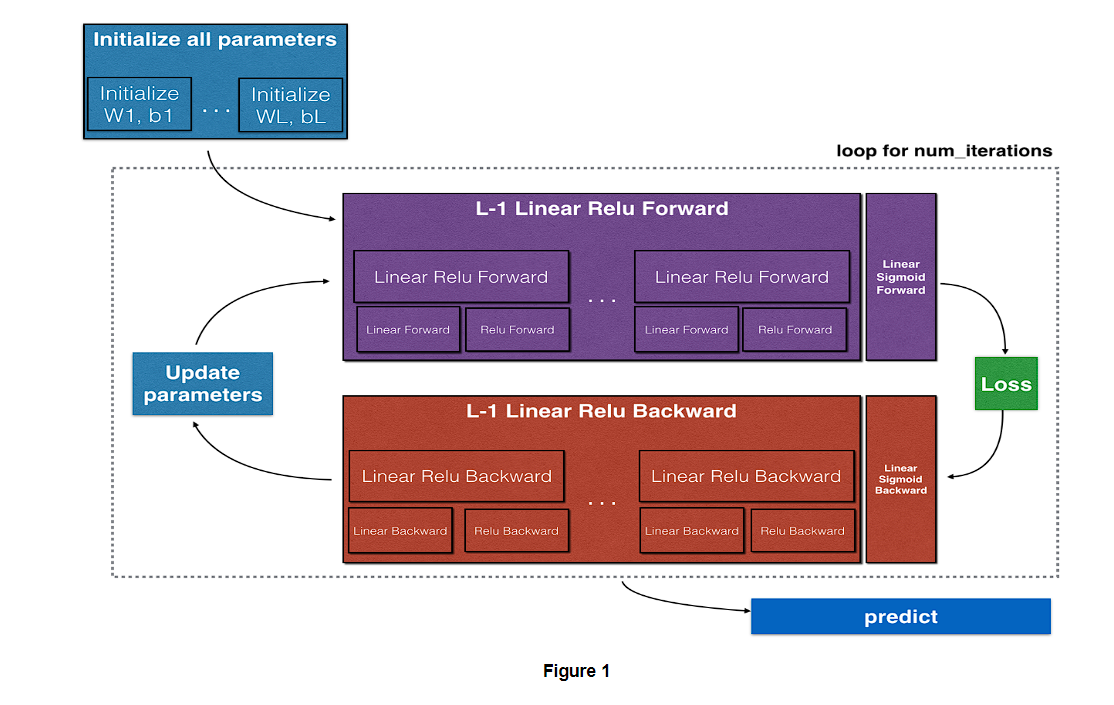 Initialize all parameters
Initialize
W1, b1
...
Initialize
WL, bL
loop for num_iterations
L-1 Linear Relu Forward
Linear Relu Forward
Linear Forward
Relu Forward
...
Linear Relu Forward
Linear Forward
Relu Forward
Linear
Sigmoid
Forward
Update
parameters
Loss
L-1 Linear Relu Backward
Linear Relu Backward
Linear Backward
Relu Backward
...
Linear Relu Backward
Linear Backward
Relu Backward
Linear
Sigmoid
Backward
predict
Figure 1